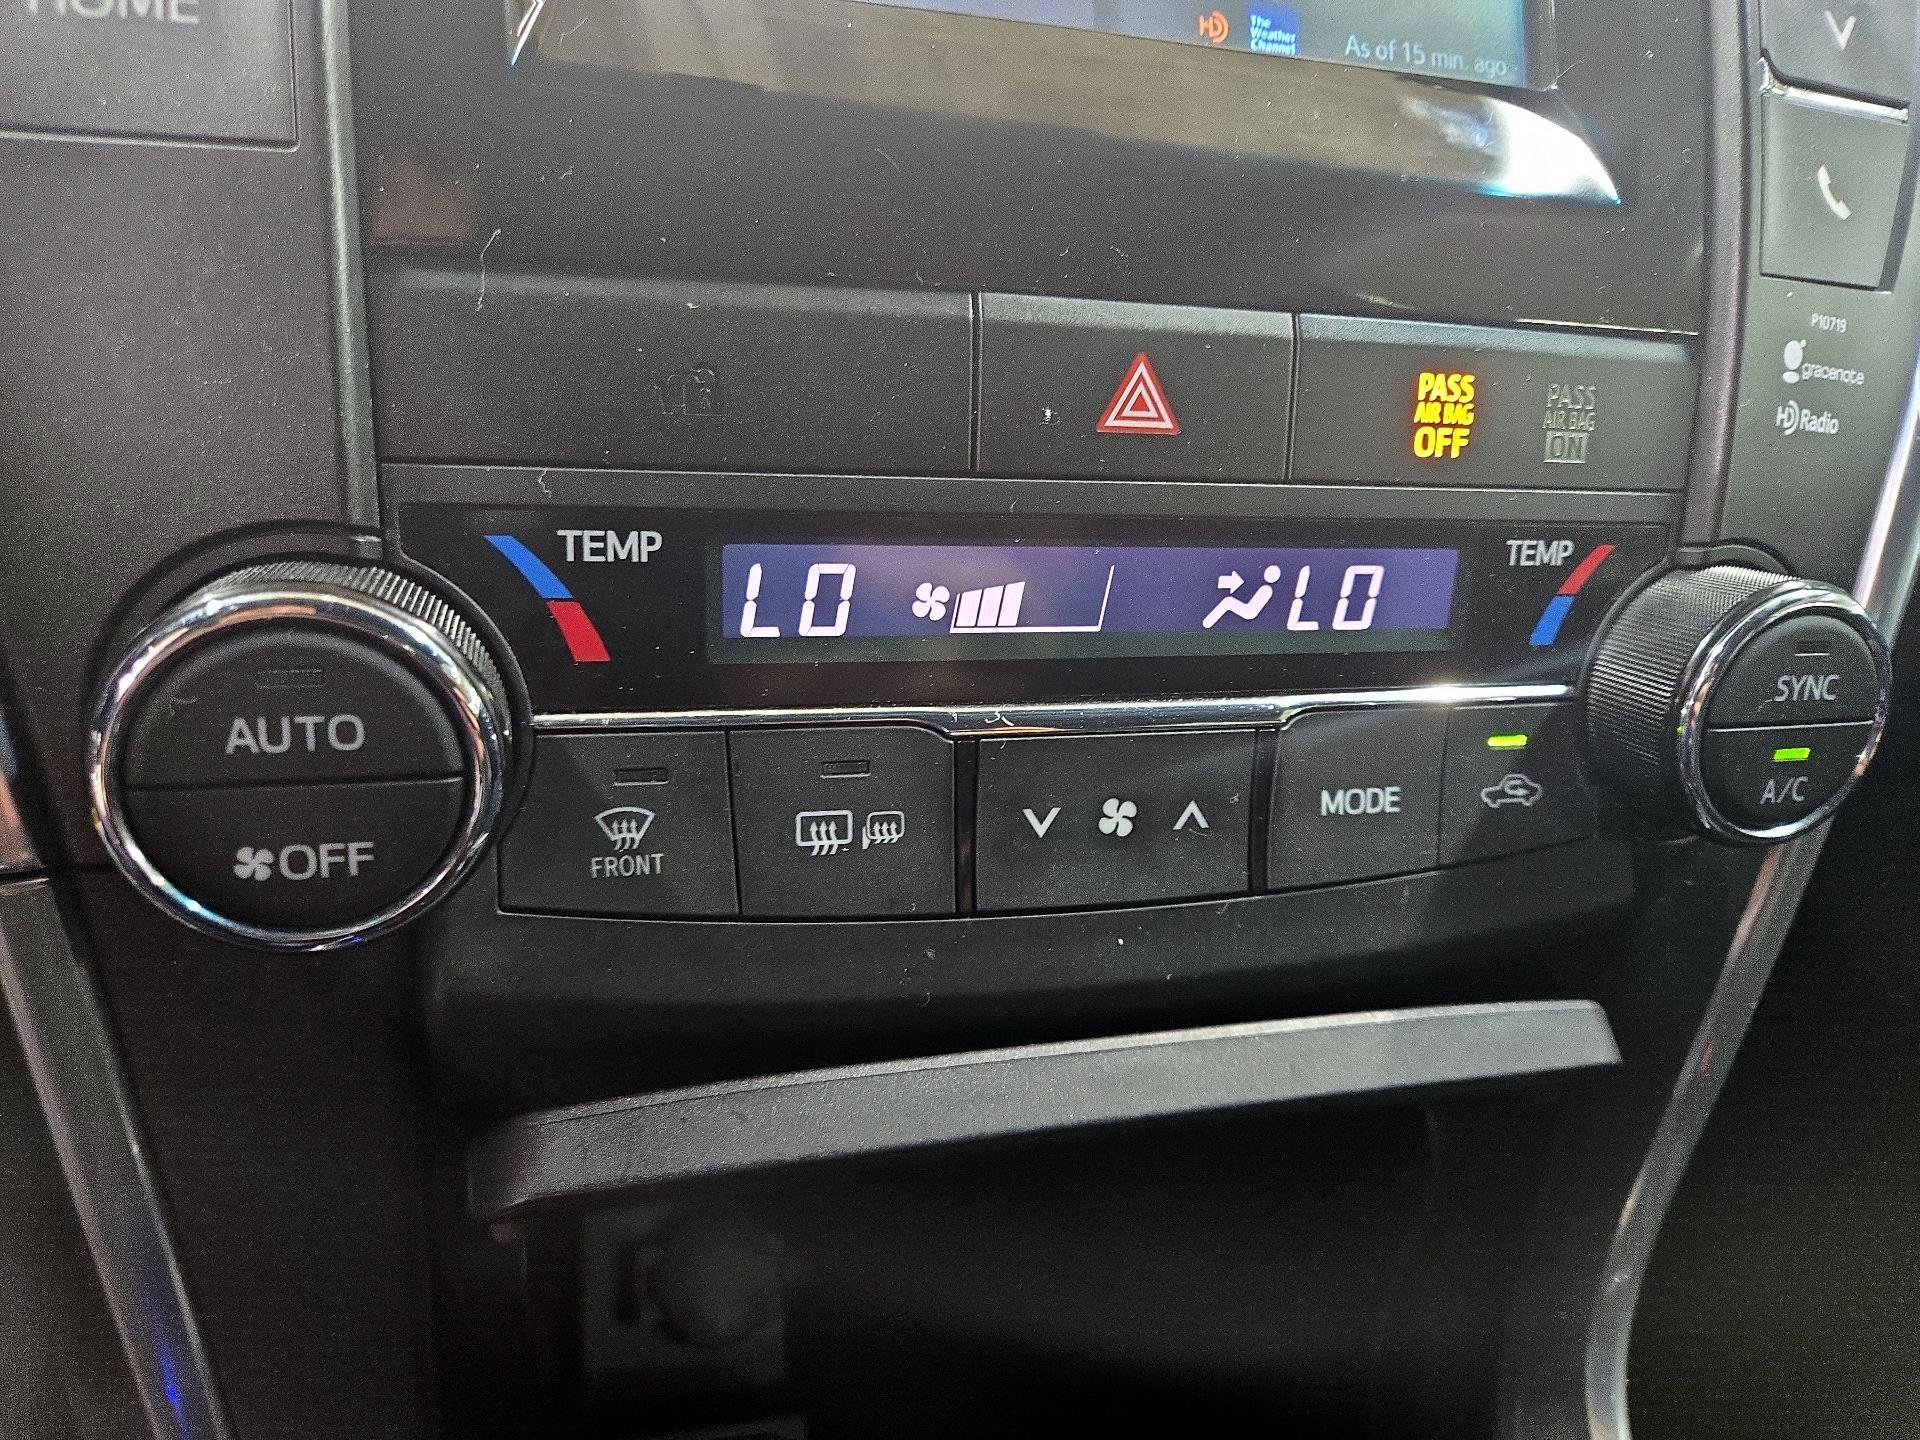 HOME
HD
The
Weather
Channel
As of 15 min. ago
P10719
gracenote
HD Radio
PASS
AIR BAG
OFF
PASS
AIR BAG
ON
TEMP
LO
LO
TEMP
AUTO
OFF
FRONT
MODE
SYNC
A/C